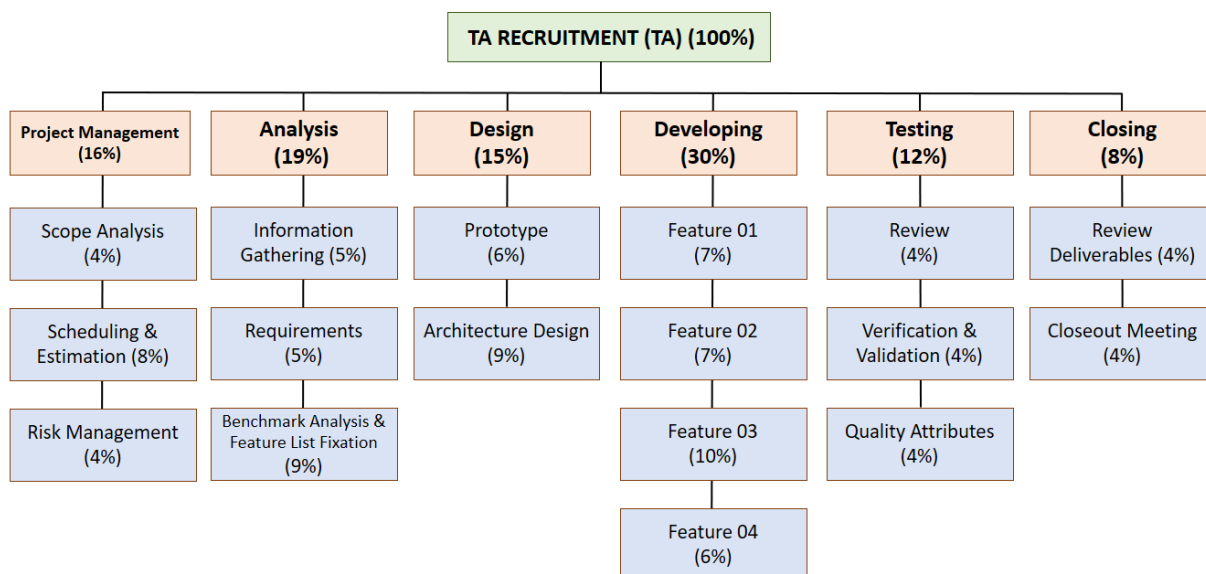 TA RECRUITMENT (TA) (100%)
Project Management
(16%)
Analysis
(19%)
Design
(15%)
Developing
(30%)
Testing
(12%)
Closing
(8%)
Scope Analysis
(4%)
Information
Gathering (5%)
Prototype
(6%)
Feature 01
(7%)
Review
(4%)
Review
Deliverables (4%)
Scheduling &
Estimation (8%)
Requirements
(5%)
Architecture Design
(9%)
Feature 02
(7%)
Verification &
Validation (4%)
Closeout Meeting
(4%)
Risk Management
(4%)
Benchmark Analysis &
Feature List Fixation
(9%)
Feature 03
(10%)
Quality Attributes
(4%)
Feature 04
(6%)